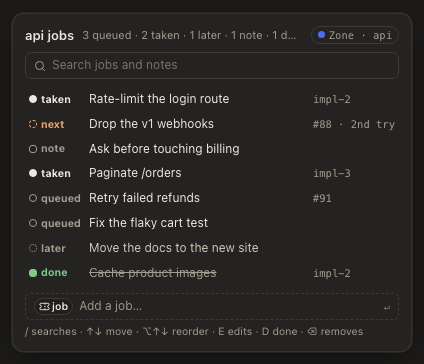 api jobs 3 queued · 2 taken · 1 later · 1 note · 1 d... Zone · api
Search jobs and notes
taken Rate-limit the login route impl-2
next Drop the v1 webhooks #88 · 2nd try
note Ask before touching billing
taken Paginate /orders impl-3
queued Retry failed refunds #91
queued Fix the flaky cart test
later Move the docs to the new site
done Cache product images impl-2
job Add a job... ↵
/ searches · ↑↓ move · ⌥↑↓ reorder · E edits · D done · ⌫ removes